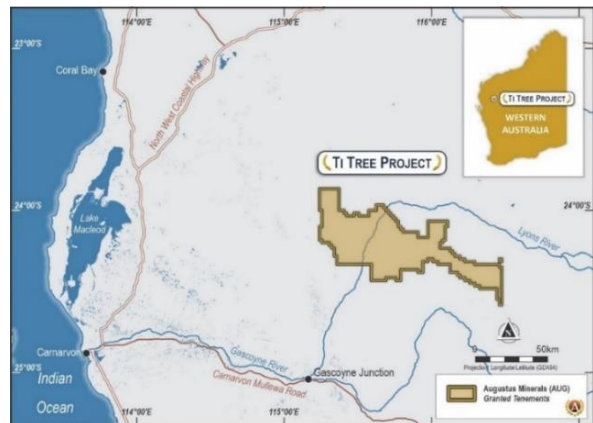 114°00'E
115°00'E
116°00'E
23°00'S
Coral Bay
North West Coastal Highway
TI TREE PROJECT
WESTERN
AUSTRALIA
TI TREE PROJECT
24°00'S
24°00'S
Lake
Macleod
Lyons River
Carnarvon
Gascoyne River
Gascoyne Junction
Carnarvon Mullewa Road
0
50km
25°00'S
Indian
Ocean
114°00'E
115°00'E
Augustus Minerals (AUG)
Granted Tenements